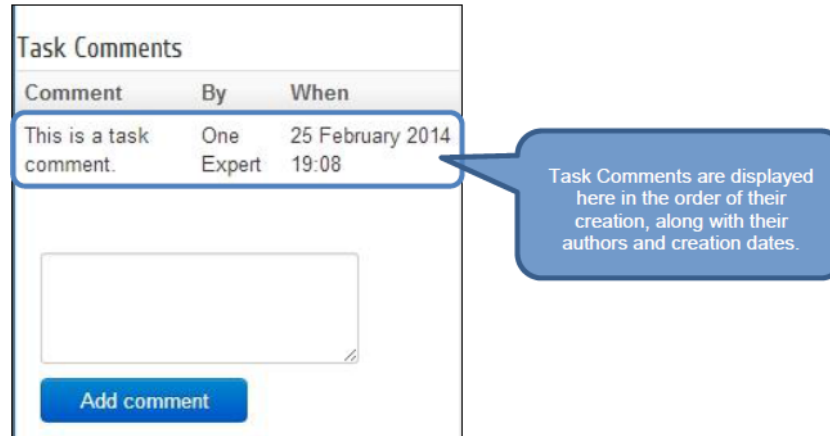 Task Comments
Comment By When
This is a task One 25 February 2014
comment. Expert 19:08
Task Comments are displayed
here in the order of their
creation, along with their
authors and creation dates.
Add comment